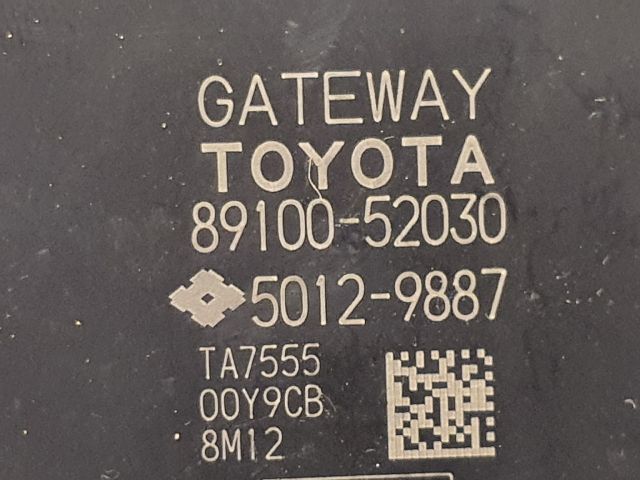 GATEWAY
TOYOTA
89100-52030
5012-9887
TA7555
00Y9CB
8M12